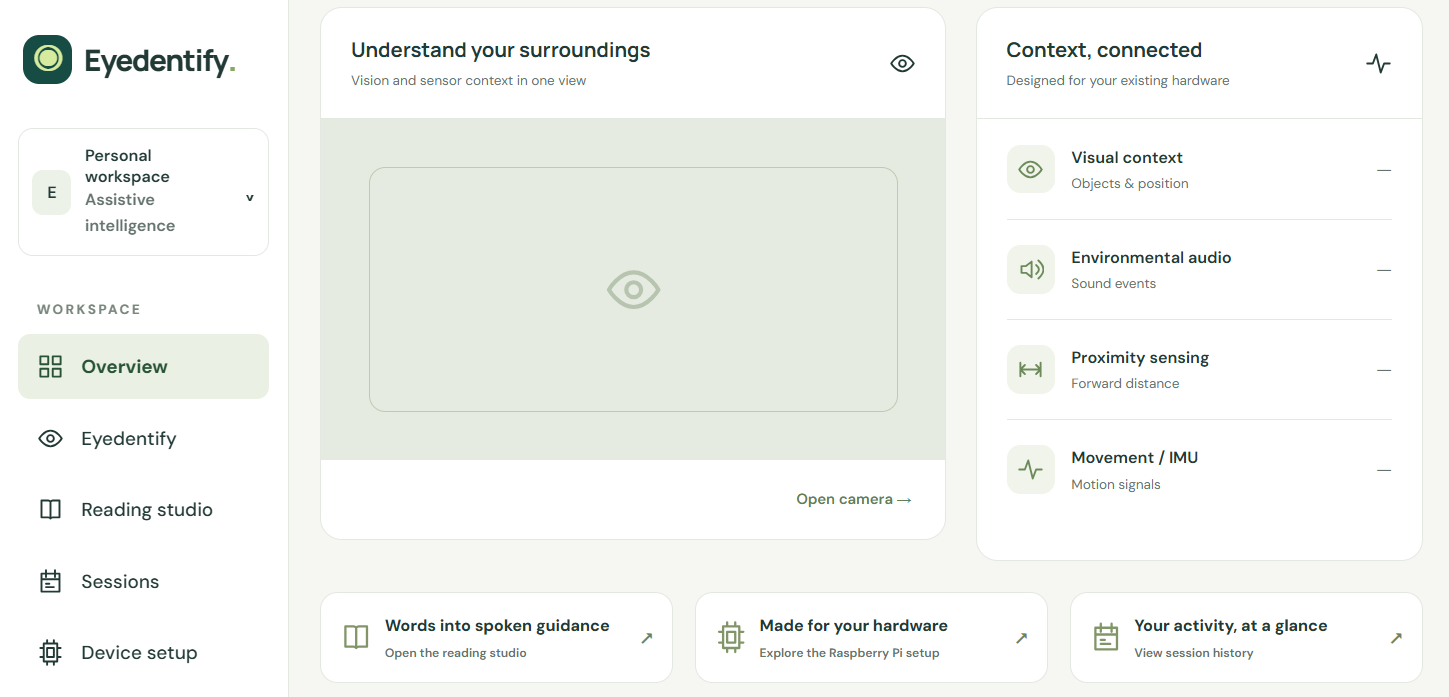 Eyedentify.
E
Personal
workspace
Assistive
intelligence
v
WORKSPACE
Overview
Eyedentify
Reading studio
Sessions
Device setup
Understand your surroundings
Vision and sensor context in one view
Open camera →
Context, connected
Designed for your existing hardware
Visual context
Objects & position
—
Environmental audio
Sound events
—
Proximity sensing
Forward distance
—
Movement / IMU
Motion signals
—
Words into spoken guidance
Open the reading studio
↗
Made for your hardware
Explore the Raspberry Pi setup
↗
Your activity, at a glance
View session history
↗